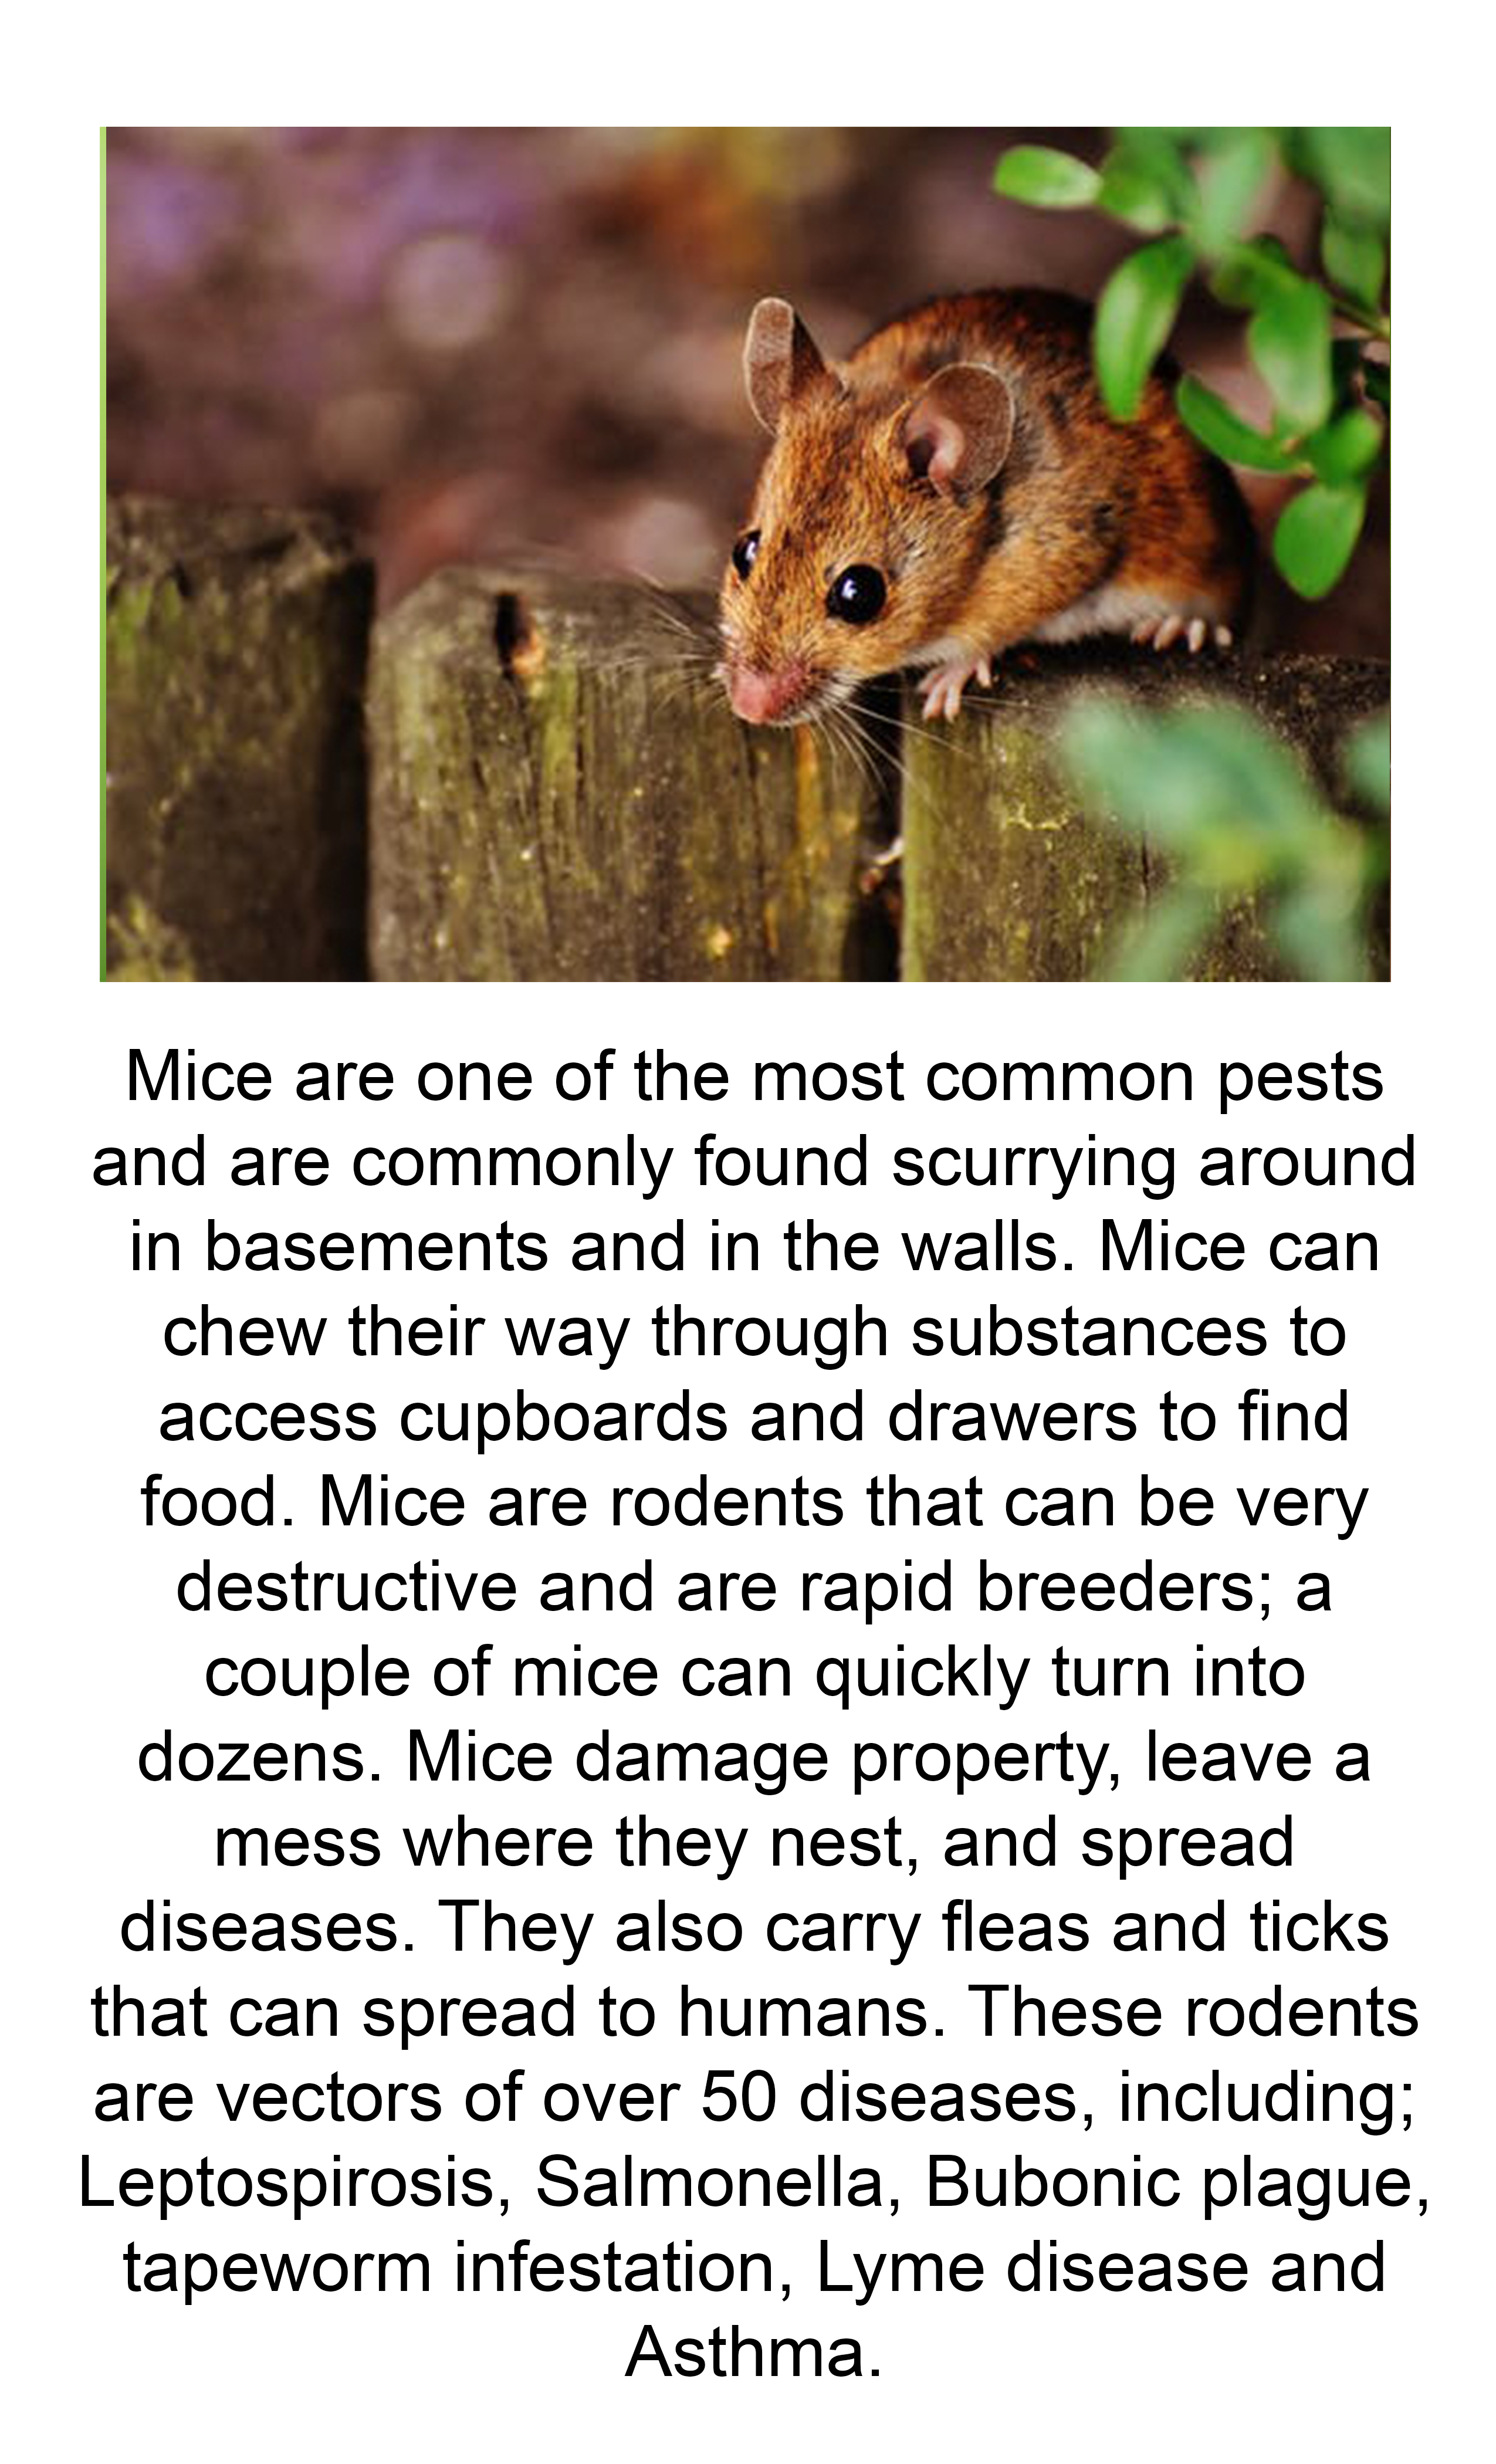 Mice are one of the most common pests
and are commonly found scurrying around
in basements and in the walls. Mice can
chew their way through substances to
access cupboards and drawers to find
food. Mice are rodents that can be very
destructive and are rapid breeders; a
couple of mice can quickly turn into
dozens. Mice damage property, leave a
mess where they nest, and spread
diseases. They also carry fleas and ticks
that can spread to humans. These rodents
are vectors of over 50 diseases, including;
Leptospirosis, Salmonella, Bubonic plague,
tapeworm infestation, Lyme disease and
Asthma.